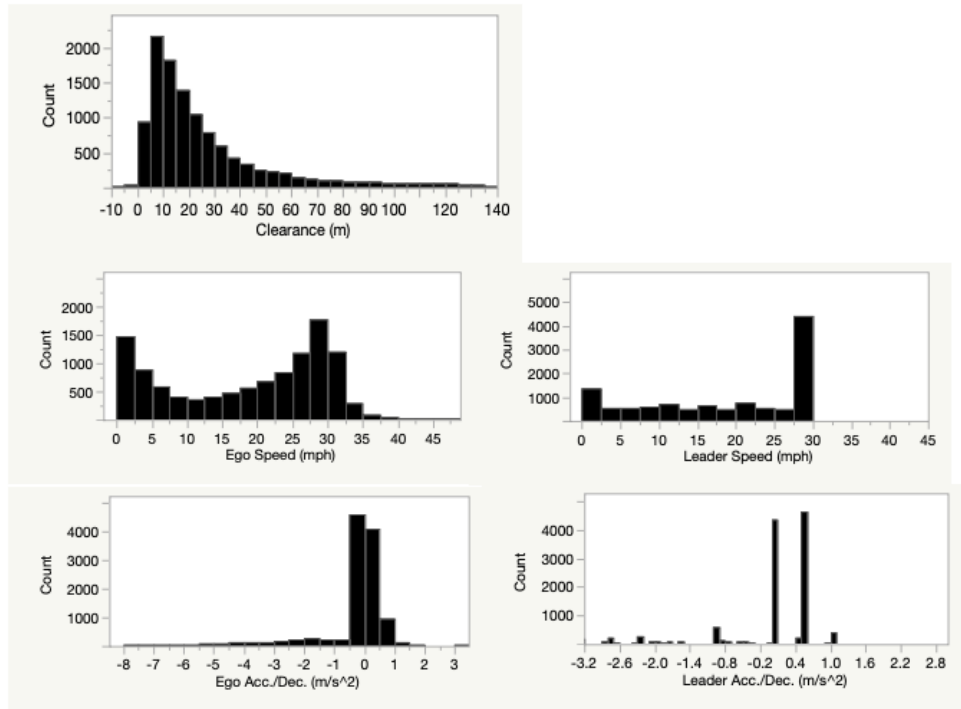 2000
1500
1000
500
Count
-10 0 10 20 30 40 50 60 70 80 90 100 120 140
Clearance (m)
2000
1500
1000
500
Count
0 5 10 15 20 25 30 35 40 45
Ego Speed (mph)
5000
4000
3000
2000
1000
Count
0 5 10 15 20 25 30 35 40 45
Leader Speed (mph)
4000
3000
2000
1000
Count
-8 -7 -6 -5 -4 -3 -2 -1 0 1 2 3
Ego Acc./Dec. (m/s^2)
4000
3000
2000
1000
Count
-3.2 -2.6 -2.0 -1.4 -0.8 -0.2 0.4 1.0 1.6 2.2 2.8
Leader Acc./Dec. (m/s^2)